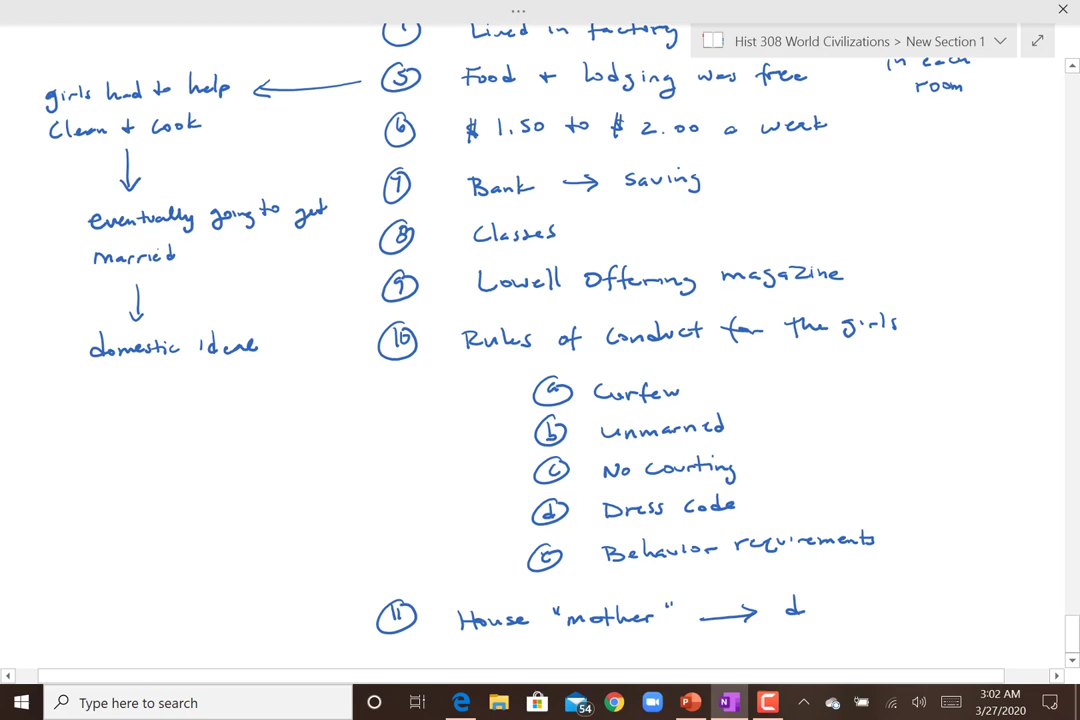 Hist 308 World Civilizations > New Section 1
Lived in factory
in each
room
5 Food + lodging was free
girls had to help
Clean + Cook
eventually going to get
married
domestic ideas
6 $ 1.50 to $ 2.00 a week
7 Bank → saving
8 Classes
9 Lowell Offering magazine
10 Rules of conduct for the girls
a Curfew
b unmarried
c No courting
d Dress code
e Behavior requirements
11 House "mother" → d
Type here to search
54
3:02 AM
3/27/2020